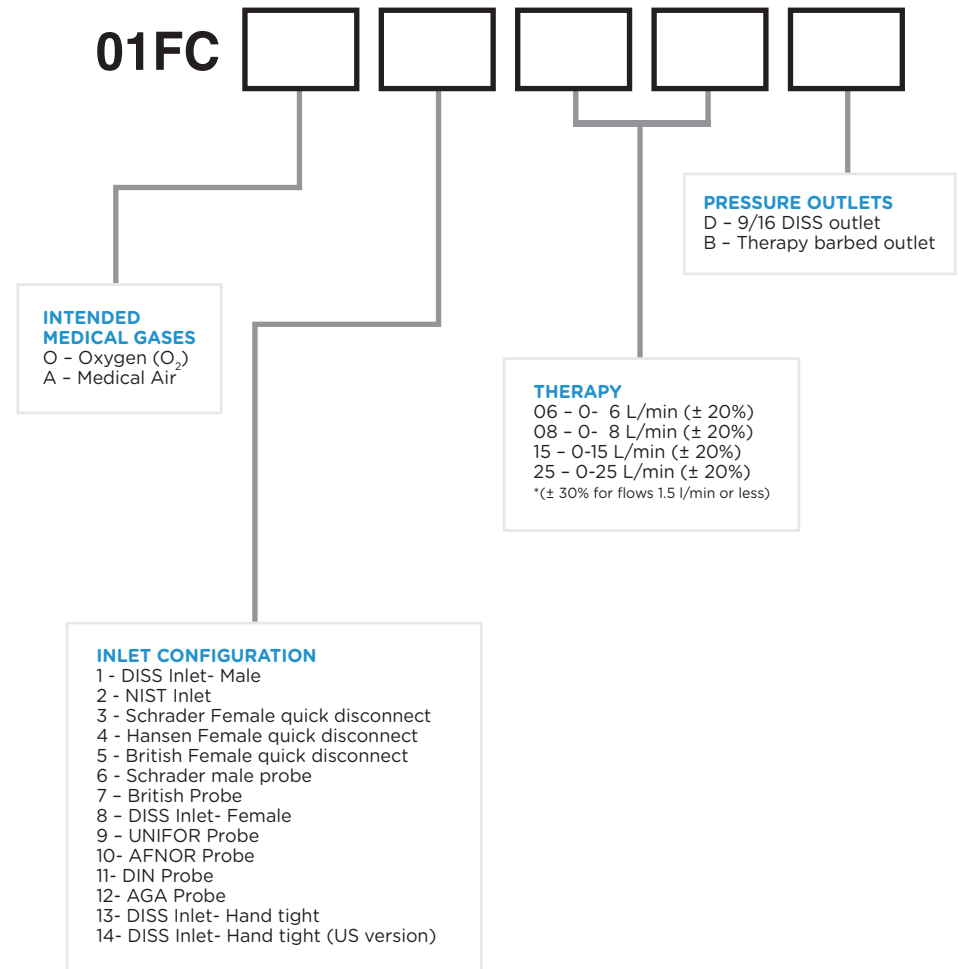 01FC
PRESSURE OUTLETS
D – 9/16 DISS outlet
B – Therapy barbed outlet
INTENDED
MEDICAL GASES
O – Oxygen (O₂)
A – Medical Air
THERAPY
06 – 0- 6 L/min (± 20%)
08 – 0- 8 L/min (± 20%)
15 – 0-15 L/min (± 20%)
25 – 0-25 L/min (± 20%)
*(± 30% for flows 1.5 l/min or less)
INLET CONFIGURATION
1 - DISS Inlet- Male
2 - NIST Inlet
3 - Schrader Female quick disconnect
4 - Hansen Female quick disconnect
5 - British Female quick disconnect
6 - Schrader male probe
7 – British Probe
8 – DISS Inlet- Female
9 – UNIFOR Probe
10- AFNOR Probe
11- DIN Probe
12- AGA Probe
13- DISS Inlet- Hand tight
14- DISS Inlet- Hand tight (US version)